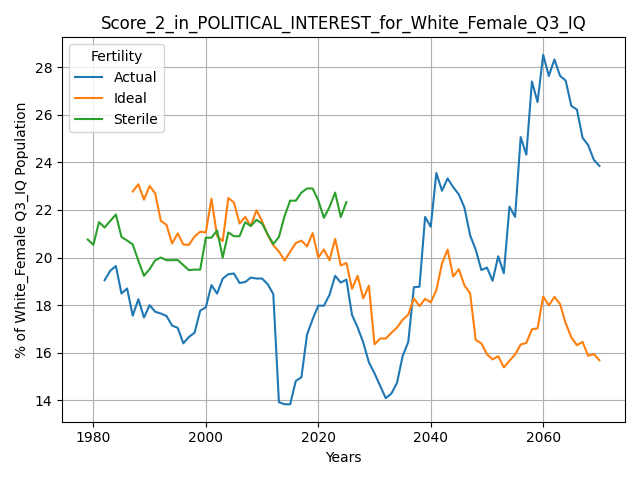 Score_2_in_POLITICAL_INTEREST_for_White_Female_Q3_IQ
Fertility
Actual
Ideal
Sterile
% of White_Female Q3_IQ Population
28
26
24
22
20
18
16
14
1980
2000
2020
2040
2060
Years